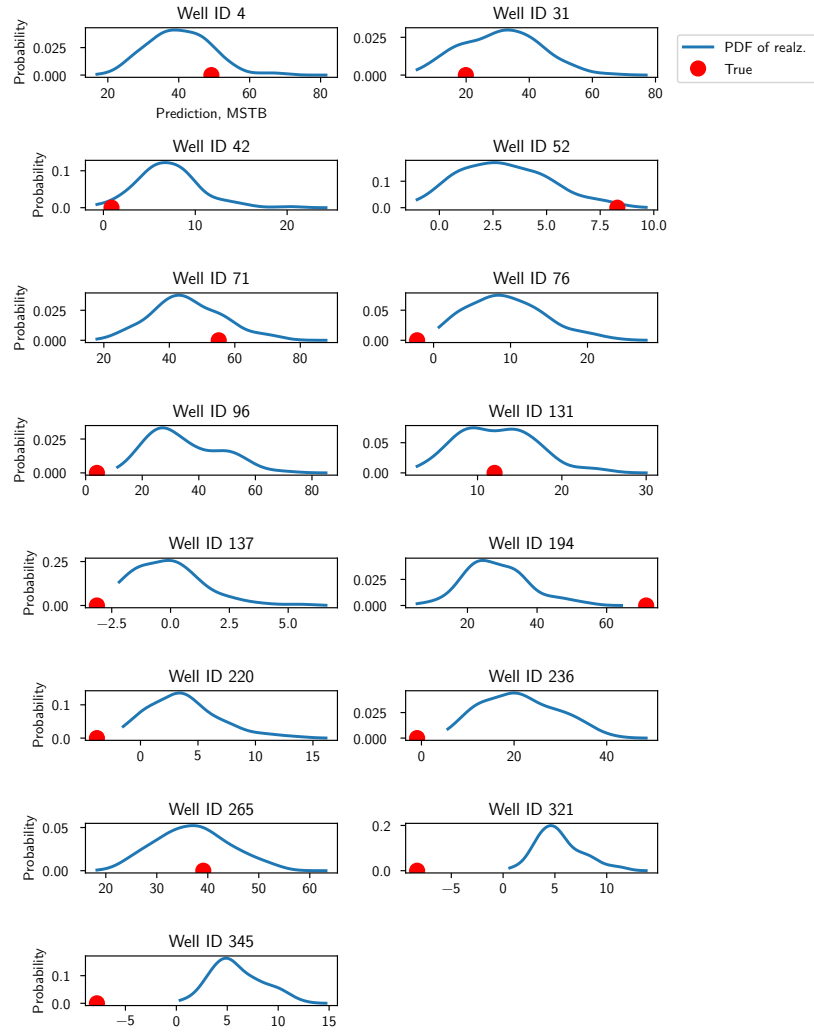 Well ID 4
Probability
0.025
0.000
20 40 60 80
Prediction, MSTB
Well ID 31
0.025
0.000
0 20 40 60 80
PDF of realz.
True
Well ID 42
Probability
0.1
0.0
0 10 20
Well ID 52
0.1
0.0
0.0 2.5 5.0 7.5 10.0
Well ID 71
Probability
0.025
0.000
20 40 60 80
Well ID 76
0.05
0.00
0 10 20
Well ID 96
Probability
0.025
0.000
0 20 40 60 80
Well ID 131
0.05
0.00
10 20 30
Well ID 137
Probability
0.25
0.00
−2.5 0.0 2.5 5.0
Well ID 194
0.025
0.000
20 40 60
Well ID 220
Probability
0.1
0.0
0 5 10 15
Well ID 236
0.025
0.000
0 20 40
Well ID 265
Probability
0.05
0.00
20 30 40 50 60
Well ID 321
0.2
0.0
−5 0 5 10
Well ID 345
Probability
0.1
0.0
−5 0 5 10 15